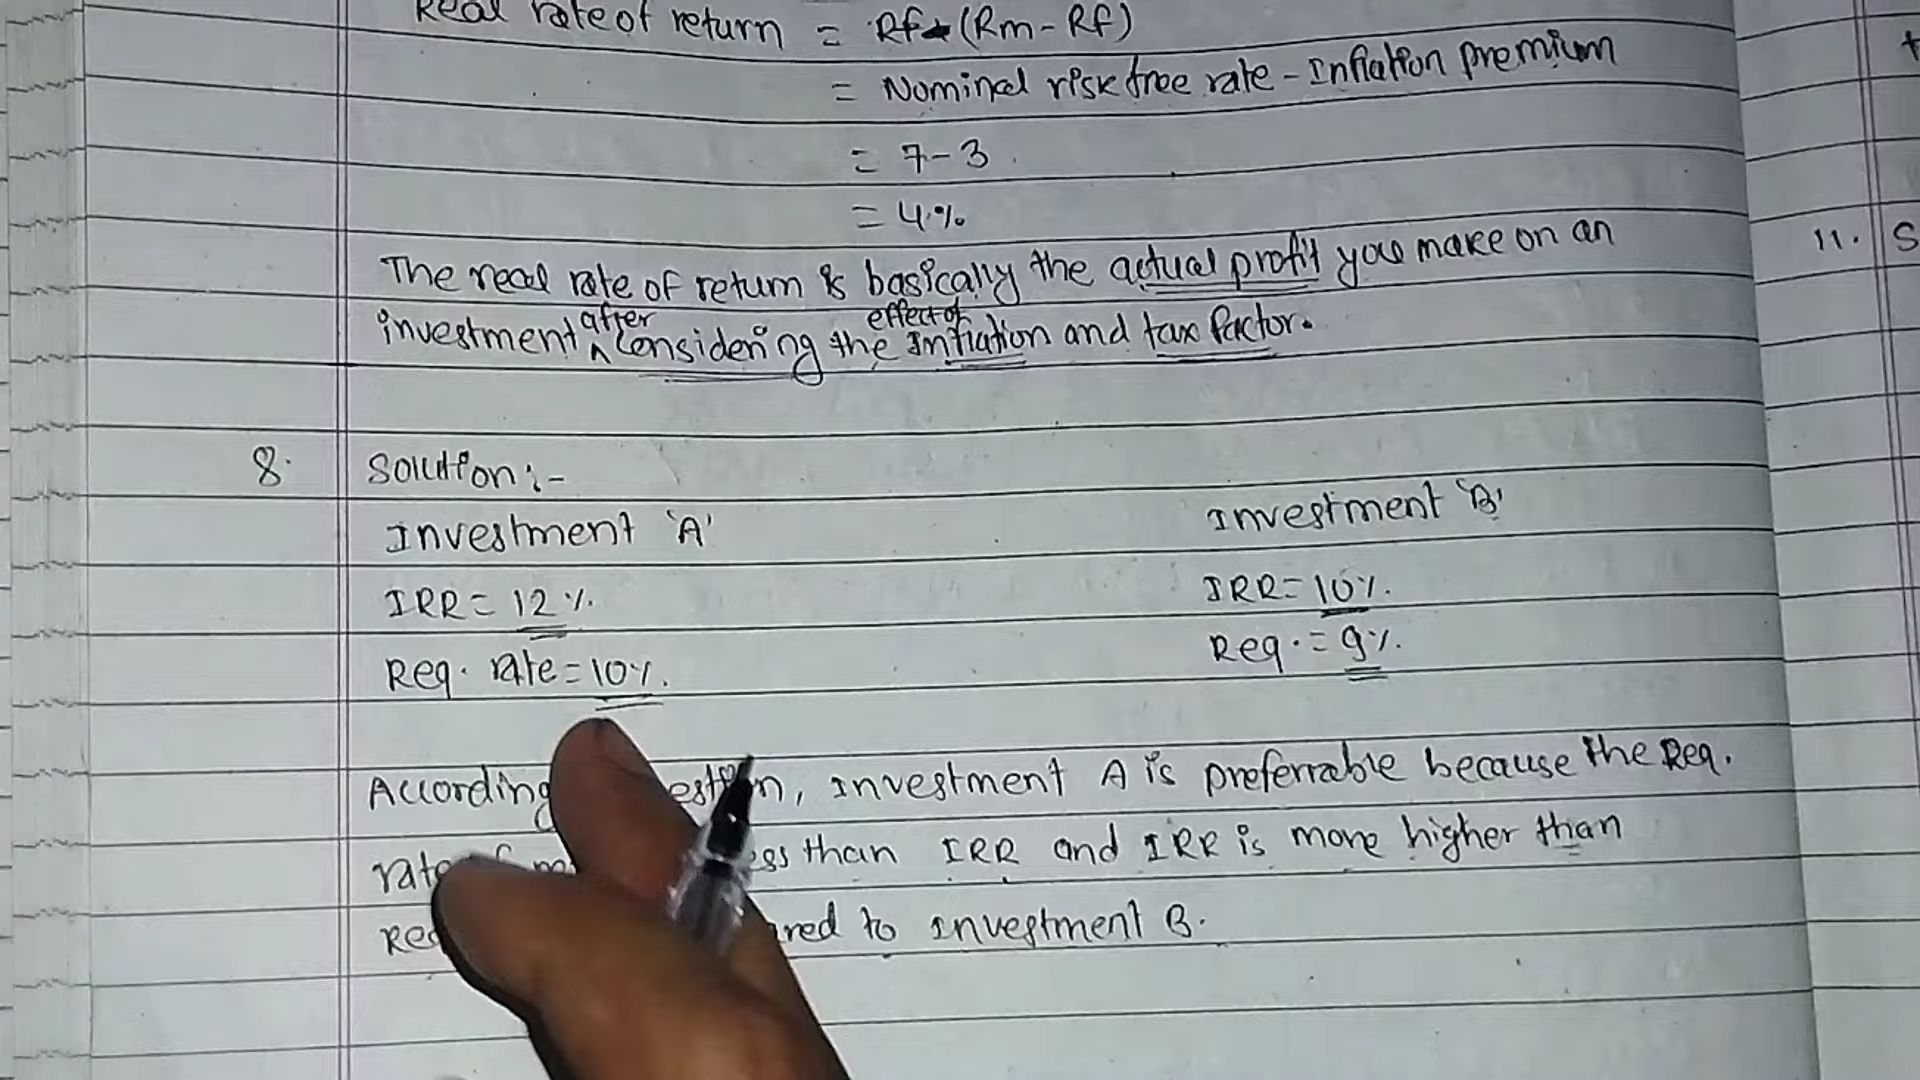 Real rate of return = Rf+(Rm-Rf)
= Nominal risk free rate - Inflation premium
= 7-3
= 4%
The real rate of return is basically the actual profit you make on an
investment after considering the effect of Inflation and tax factor.
8. Solution:-
Investment 'A' Investment 'B'
IRR = 12% IRR = 10%.
Req. rate = 10%. Req. = 9%.
According , Investment A is preferrable because the Req.
than IRR and IRR is more higher than
to Investment B.
11.